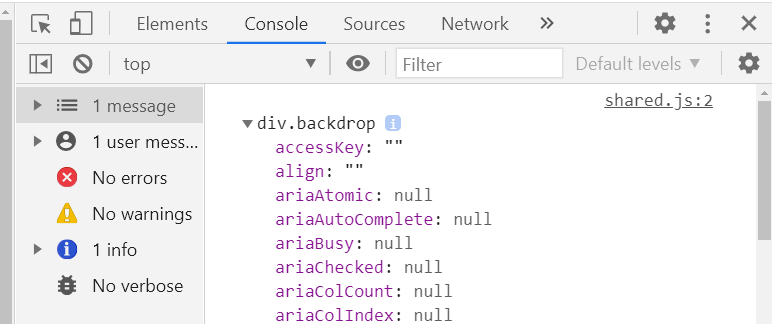 Elements Console Sources Network
top Filter Default levels
1 message
1 user mess...
No errors
No warnings
1 info
No verbose
shared.js:2
div.backdrop i
accessKey: ""
align: ""
ariaAtomic: null
ariaAutoComplete: null
ariaBusy: null
ariaChecked: null
ariaColCount: null
ariaColIndex: null